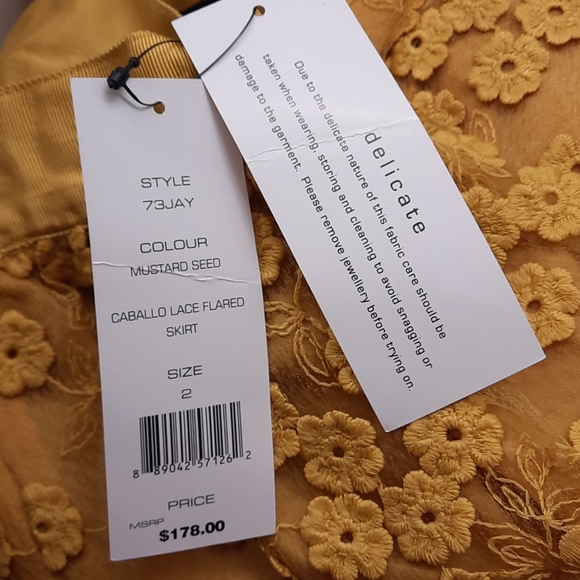 STYLE
73JAY
COLOUR
MUSTARD SEED
CABALLO LACE FLARED
SKIRT
SIZE
2
8 89042 57126 2
PRICE
MSRP $178.00
delicate
Due to the delicate nature of this fabric care should be
taken when wearing, storing and cleaning to avoid snagging or
damage to the garment. Please remove jewellery before trying on.